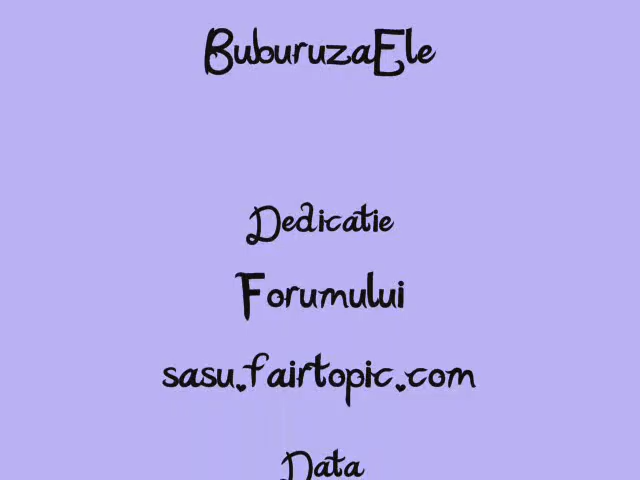 BuburuzaEle
Dedicatie
Forumului
sasu.fairtopic.com
Data